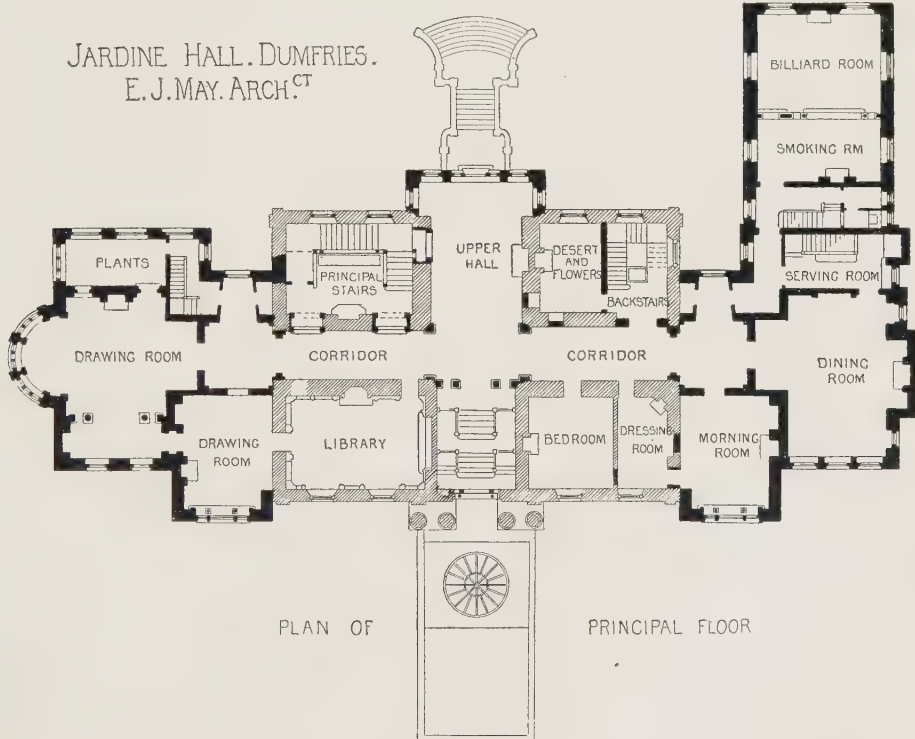 JARDINE HALL. DUMFRIES.
E. J. MAY. ARCH.CT
BILLIARD ROOM
SMOKING RM
PLANTS
PRINCIPAL
STAIRS
UPPER
HALL
DESERT
AND
FLOWERS
BACKSTAIRS
SERVING ROOM
DRAWING ROOM
CORRIDOR
CORRIDOR
DINING
ROOM
DRAWING
ROOM
LIBRARY
BEDROOM
DRESSING
ROOM
MORNING
ROOM
PLAN OF
PRINCIPAL FLOOR